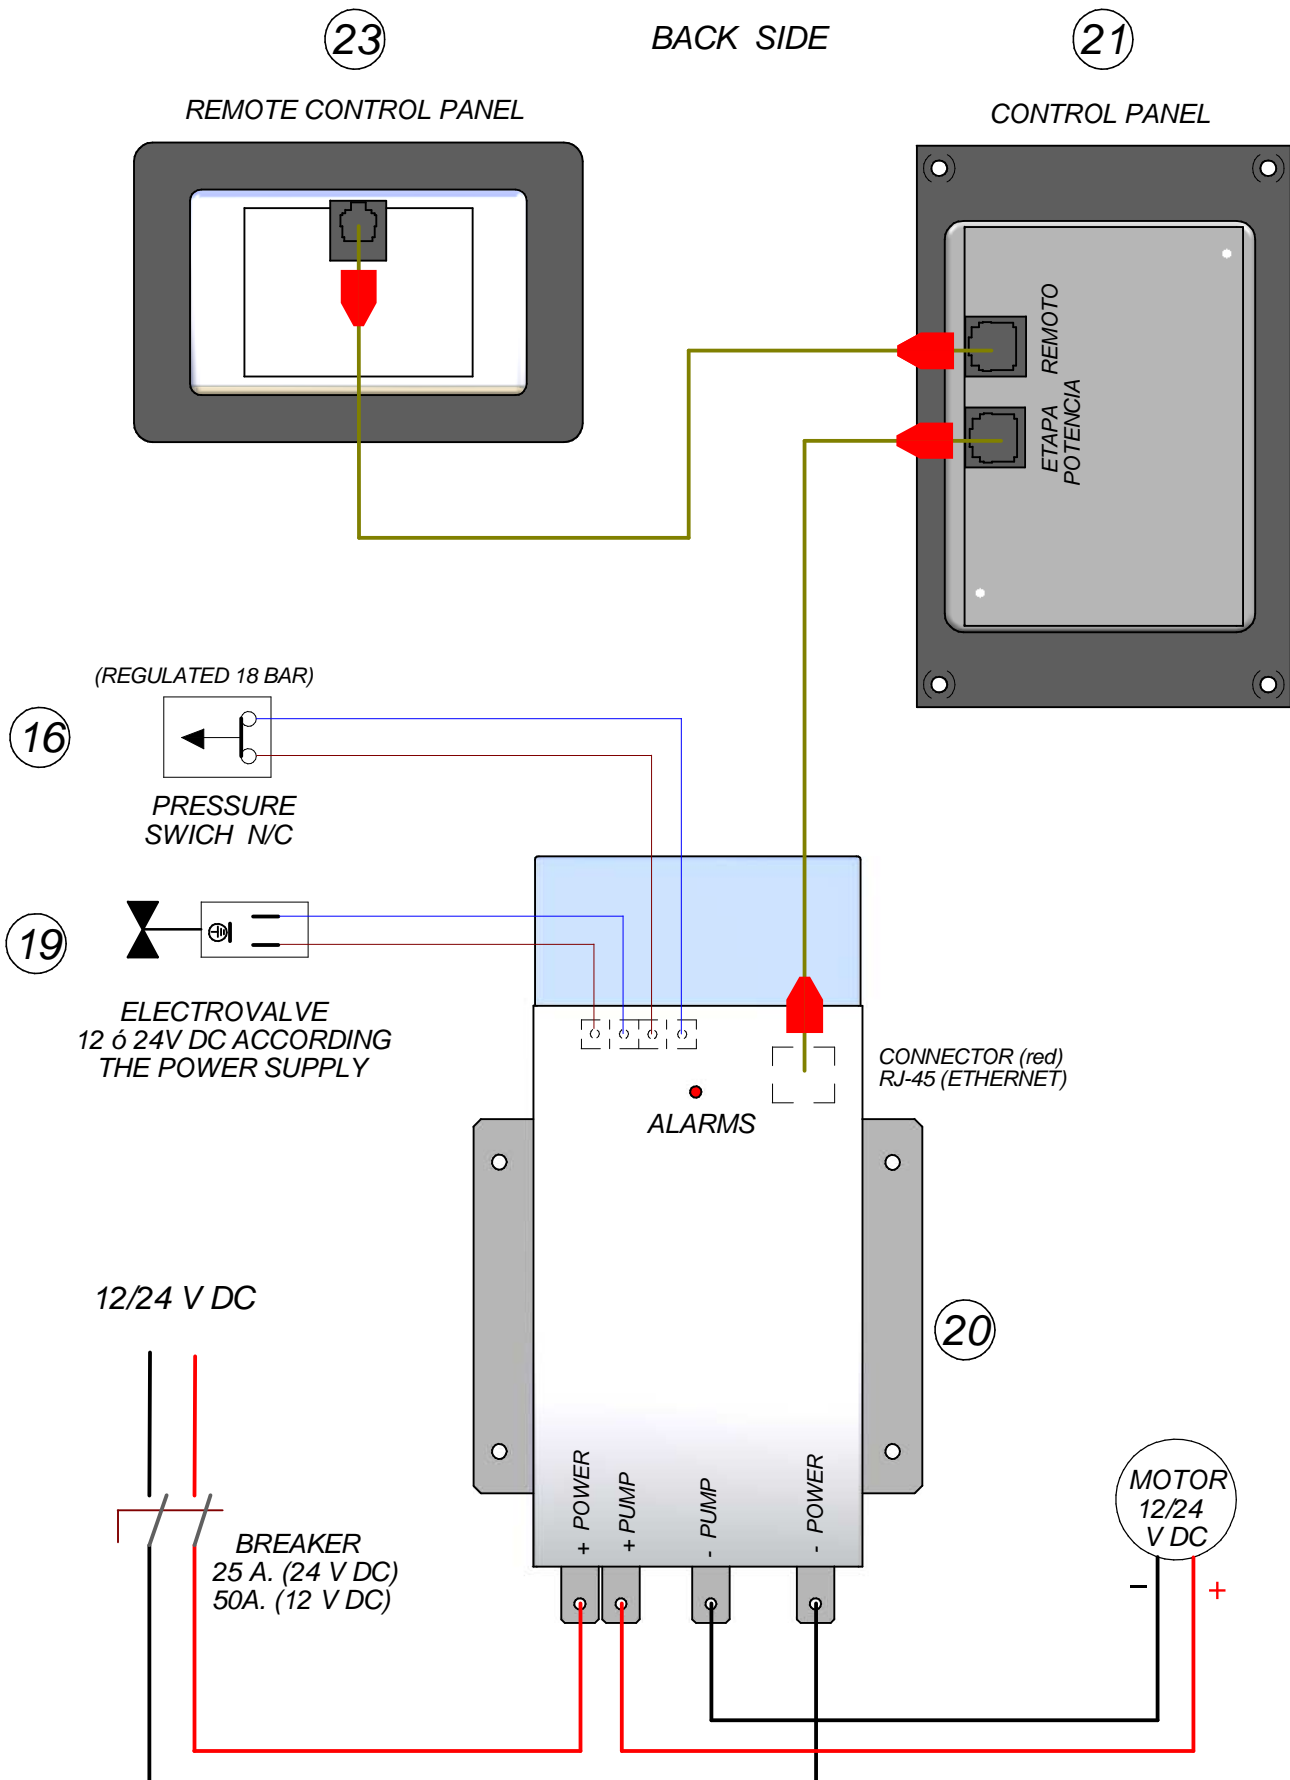 23
BACK SIDE
21
REMOTE CONTROL PANEL
CONTROL PANEL
REMOTO
ETAPA
POTENCIA
(REGULATED 18 BAR)
16
PRESSURE
SWICH N/C
19
ELECTROVALVE
12 ó 24V DC ACCORDING
THE POWER SUPPLY
CONNECTOR (red)
RJ-45 (ETHERNET)
ALARMS
12/24 V DC
20
BREAKER
25 A. (24 V DC)
50A. (12 V DC)
+ POWER
+ PUMP
- PUMP
- POWER
MOTOR
12/24
V DC
– +